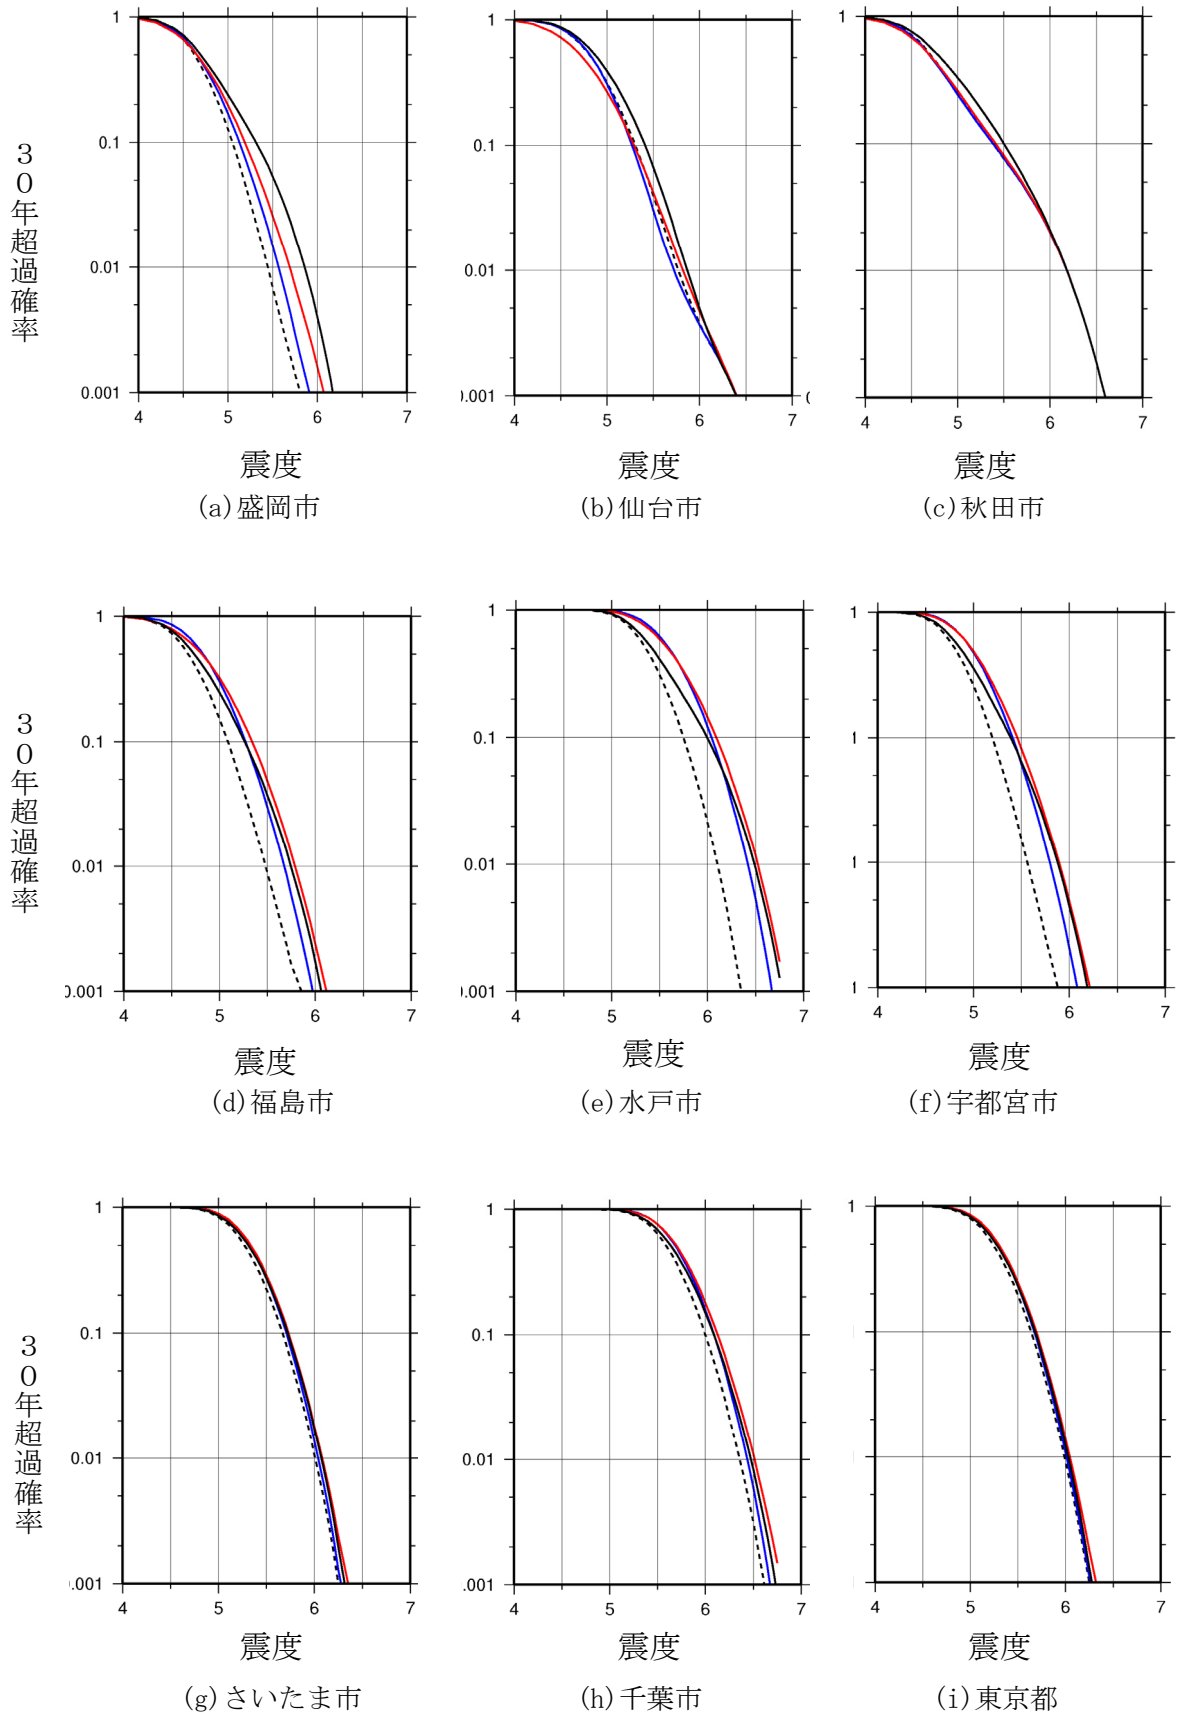 ３０年超過確率
1
0.1
0.01
0.001
4 5 6 7
震度
(a)盛岡市
1
0.1
0.01
).001
4 5 6 7
震度
(b)仙台市
1
4 5 6 7
震度
(c)秋田市
３０年超過確率
1
0.1
0.01
0.001
4 5 6 7
震度
(d)福島市
1
0.1
0.01
).001
4 5 6 7
震度
(e)水戸市
1
1
1
1
4 5 6 7
震度
(f)宇都宮市
３０年超過確率
1
0.1
0.01
.001
4 5 6 7
震度
(g)さいたま市
1
0.1
0.01
.001
4 5 6 7
震度
(h)千葉市
1
4 5 6 7
震度
(i)東京都